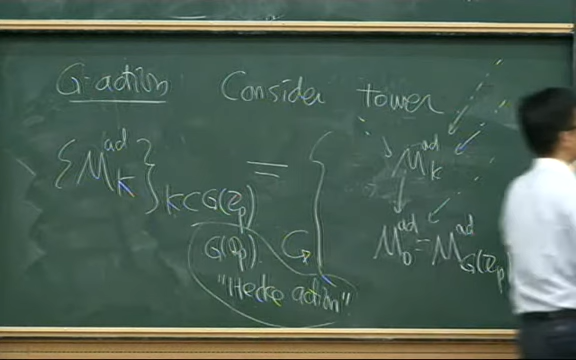 G-action Consider tower
{M_K^ad}_{K⊂G(Z_p)} = { M_K^ad
M_0^ad = M_{G(Z_p)}^ad
G(Q_p)
"Hecke action"